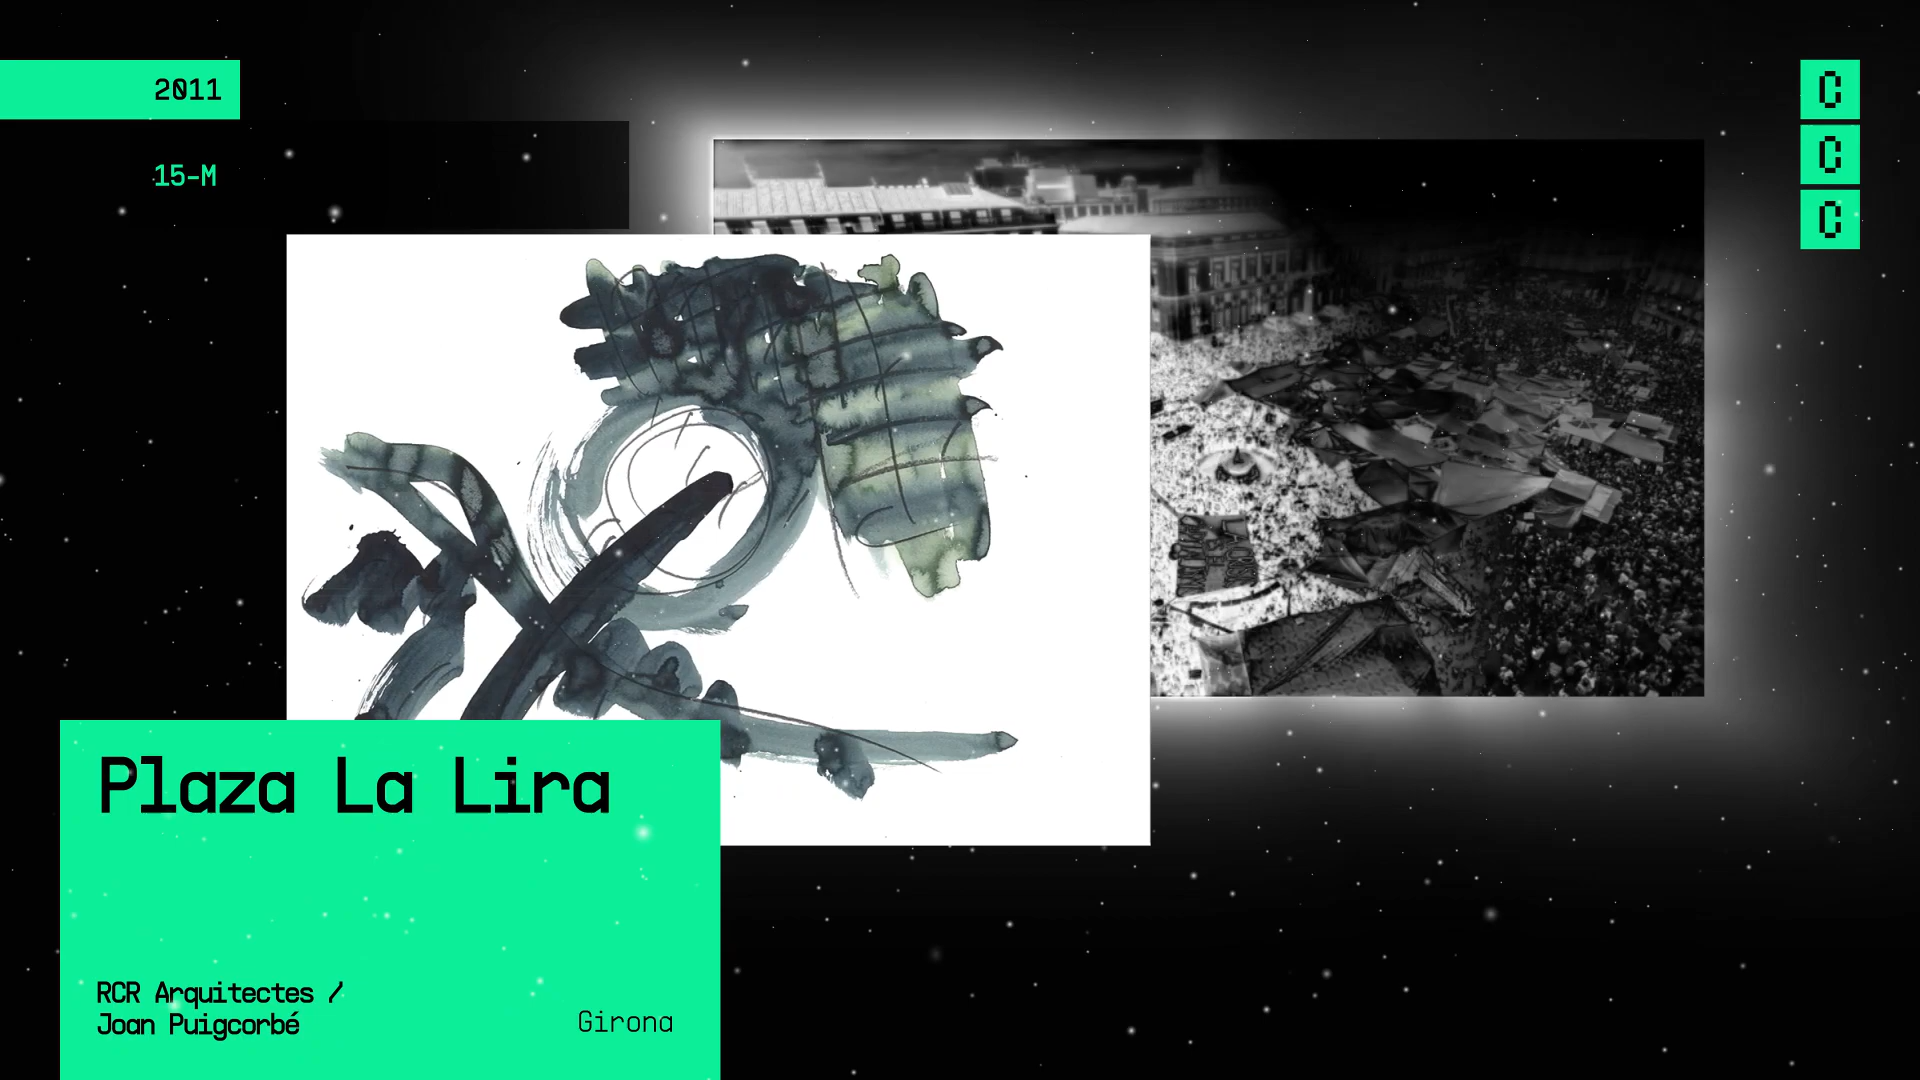 2011
15-M
C
C
C
Plaza La Lira
RCR Arquitectes /
Joan Puigcorbé
Girona